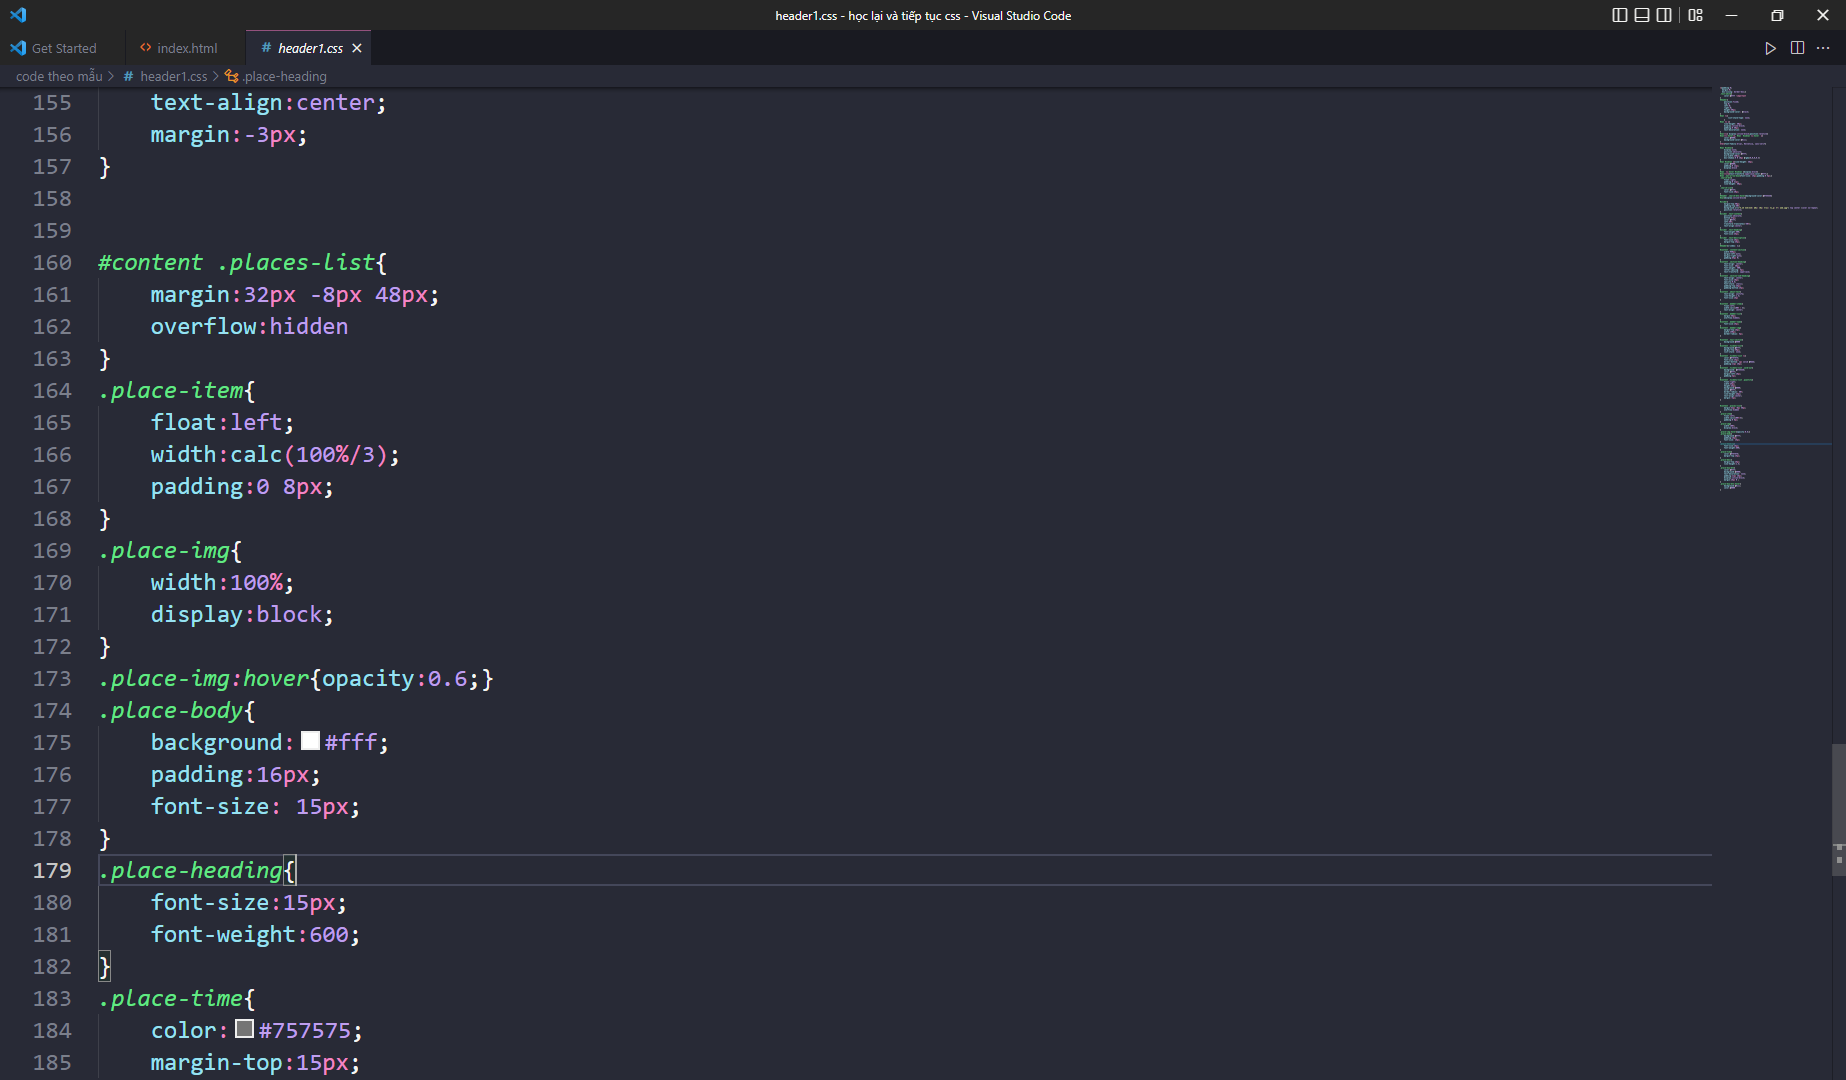 header1.css - học lại và tiếp tục css - Visual Studio Code
Get Started
<> index.html
# header1.css
code theo mẫu > # header1.css > .place-heading
155 text-align:center;
156 margin:-3px;
157 }
158
159
160 #content .places-list{
161 margin:32px -8px 48px;
162 overflow:hidden
163 }
164 .place-item{
165 float:left;
166 width:calc(100%/3);
167 padding:0 8px;
168 }
169 .place-img{
170 width:100%;
171 display:block;
172 }
173 .place-img:hover{opacity:0.6;}
174 .place-body{
175 background:#fff;
176 padding:16px;
177 font-size: 15px;
178 }
179 .place-heading{
180 font-size:15px;
181 font-weight:600;
182 }
183 .place-time{
184 color:#757575;
185 margin-top:15px;